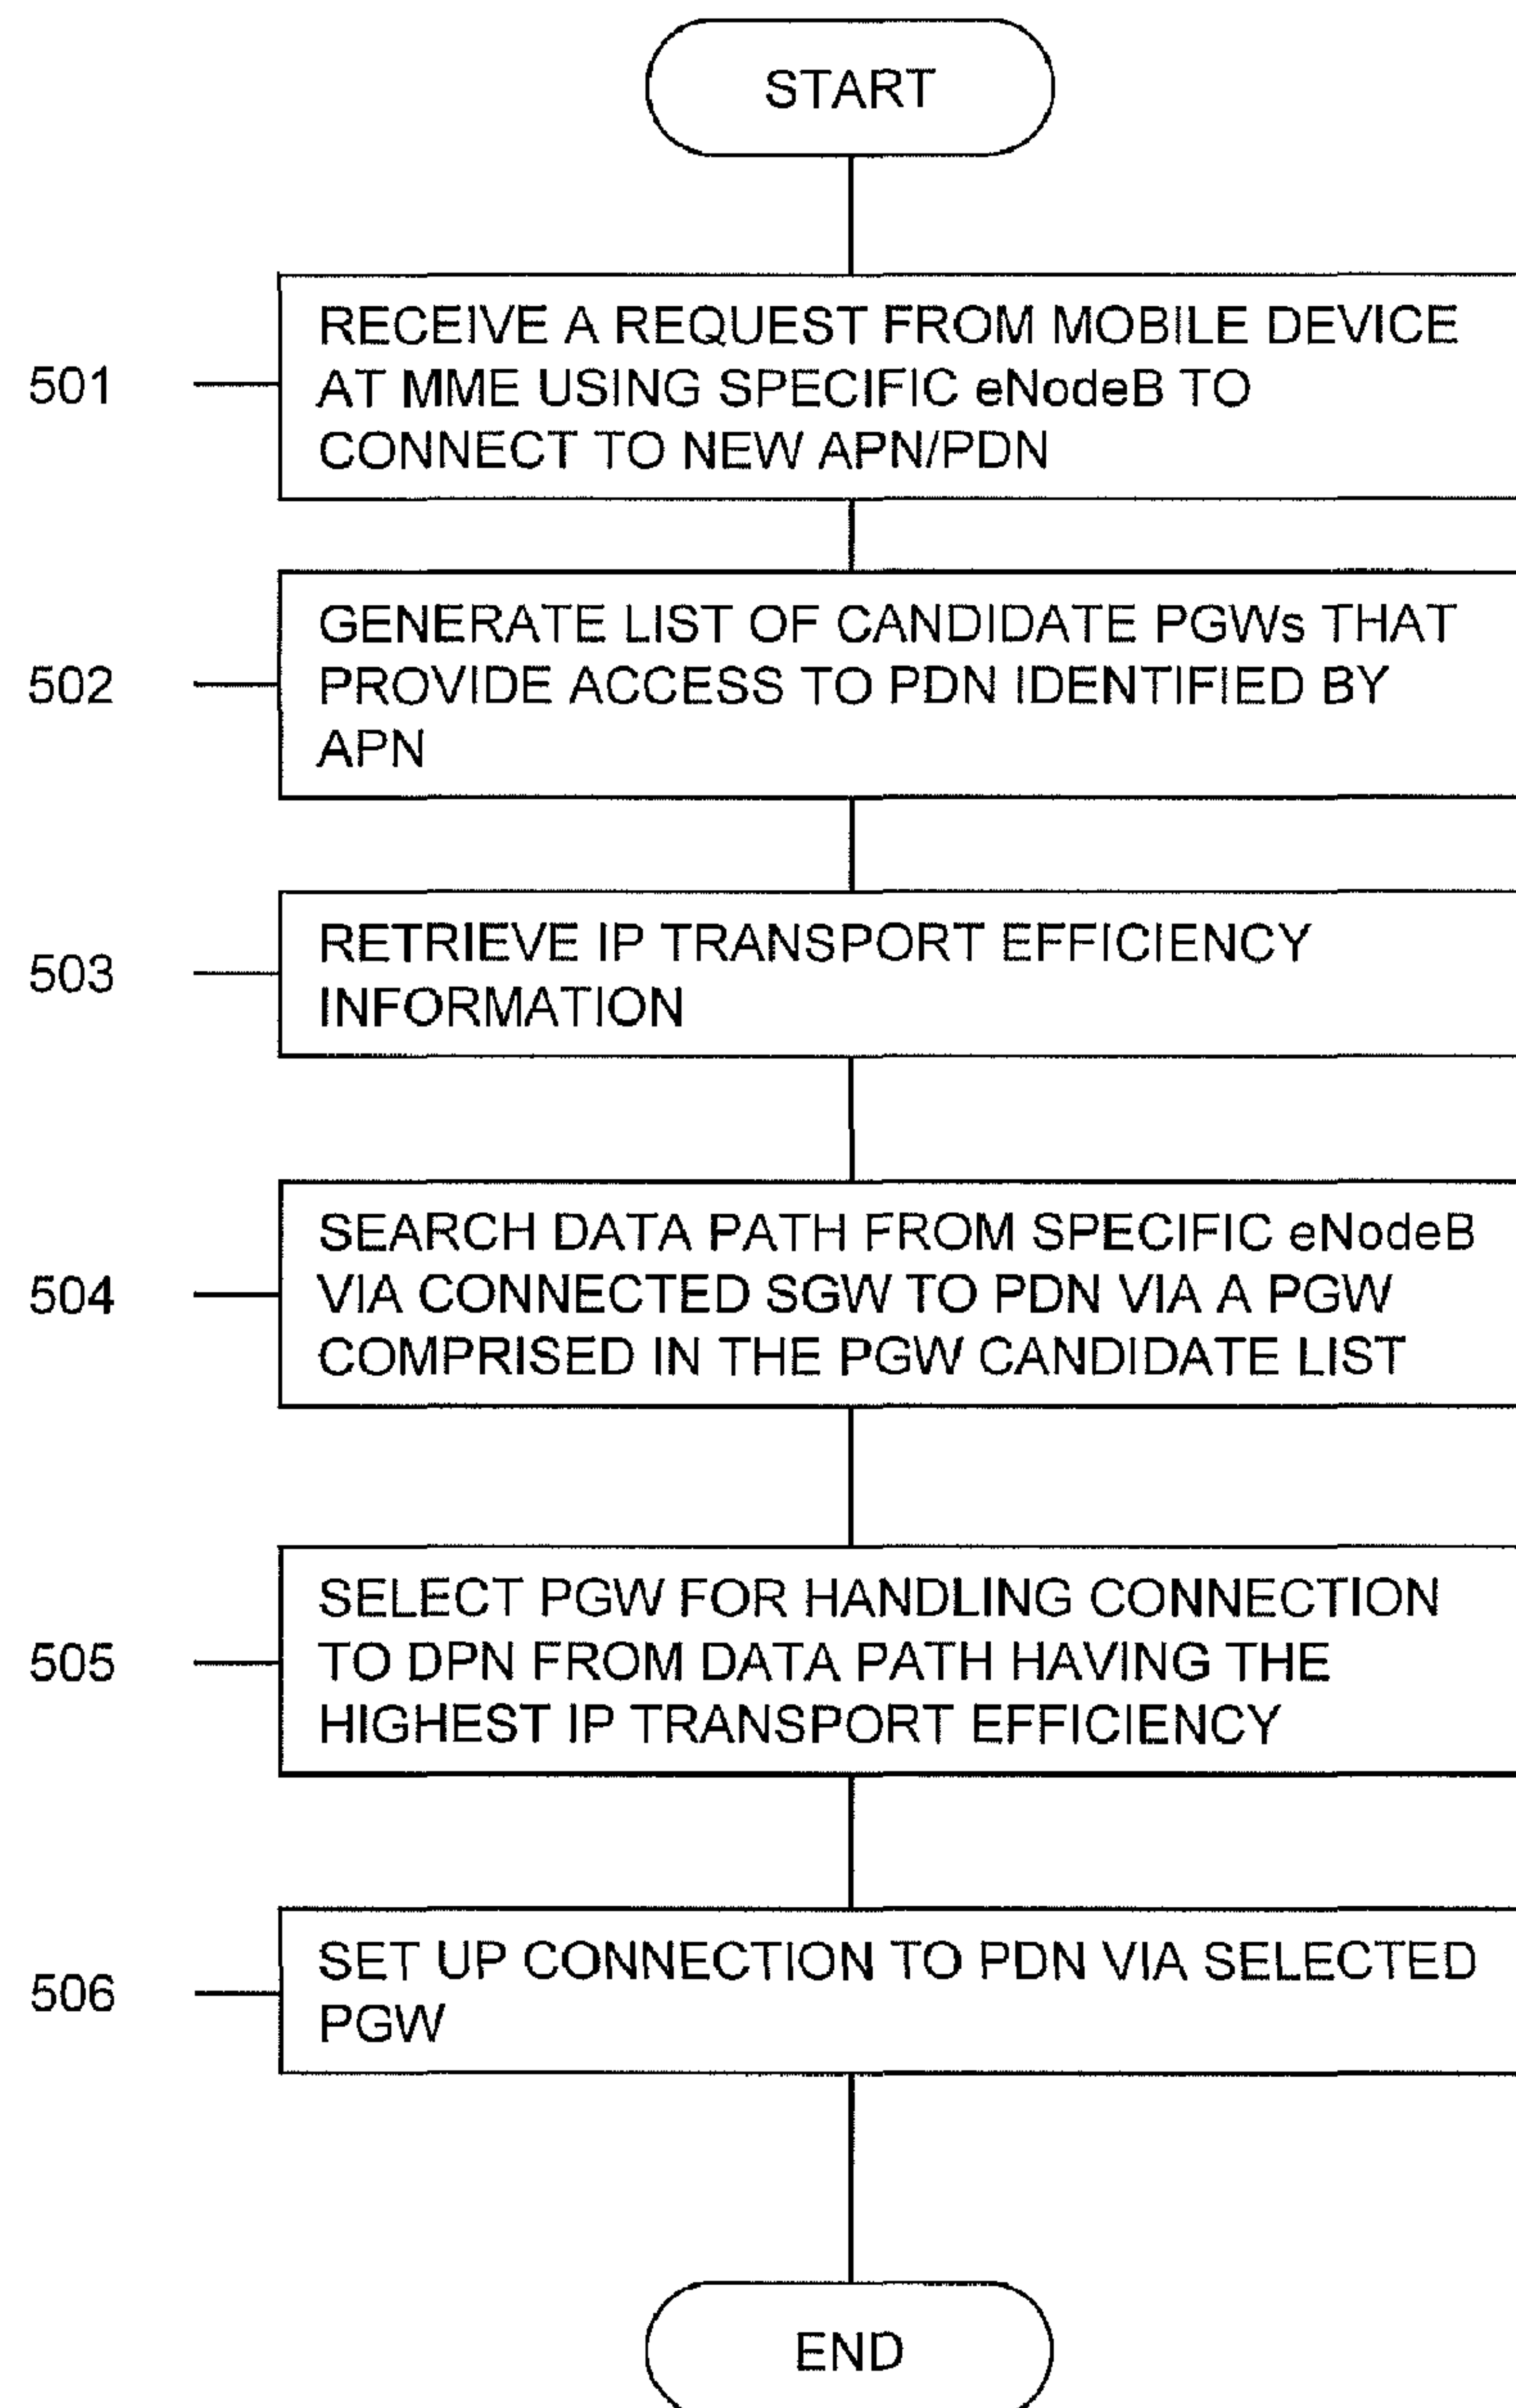 START
501
RECEIVE A REQUEST FROM MOBILE DEVICE
AT MME USING SPECIFIC eNodeB TO
CONNECT TO NEW APN/PDN
502
GENERATE LIST OF CANDIDATE PGWs THAT
PROVIDE ACCESS TO PDN IDENTIFIED BY
APN
503
RETRIEVE IP TRANSPORT EFFICIENCY
INFORMATION
504
SEARCH DATA PATH FROM SPECIFIC eNodeB
VIA CONNECTED SGW TO PDN VIA A PGW
COMPRISED IN THE PGW CANDIDATE LIST
505
SELECT PGW FOR HANDLING CONNECTION
TO DPN FROM DATA PATH HAVING THE
HIGHEST IP TRANSPORT EFFICIENCY
506
SET UP CONNECTION TO PDN VIA SELECTED
PGW
END